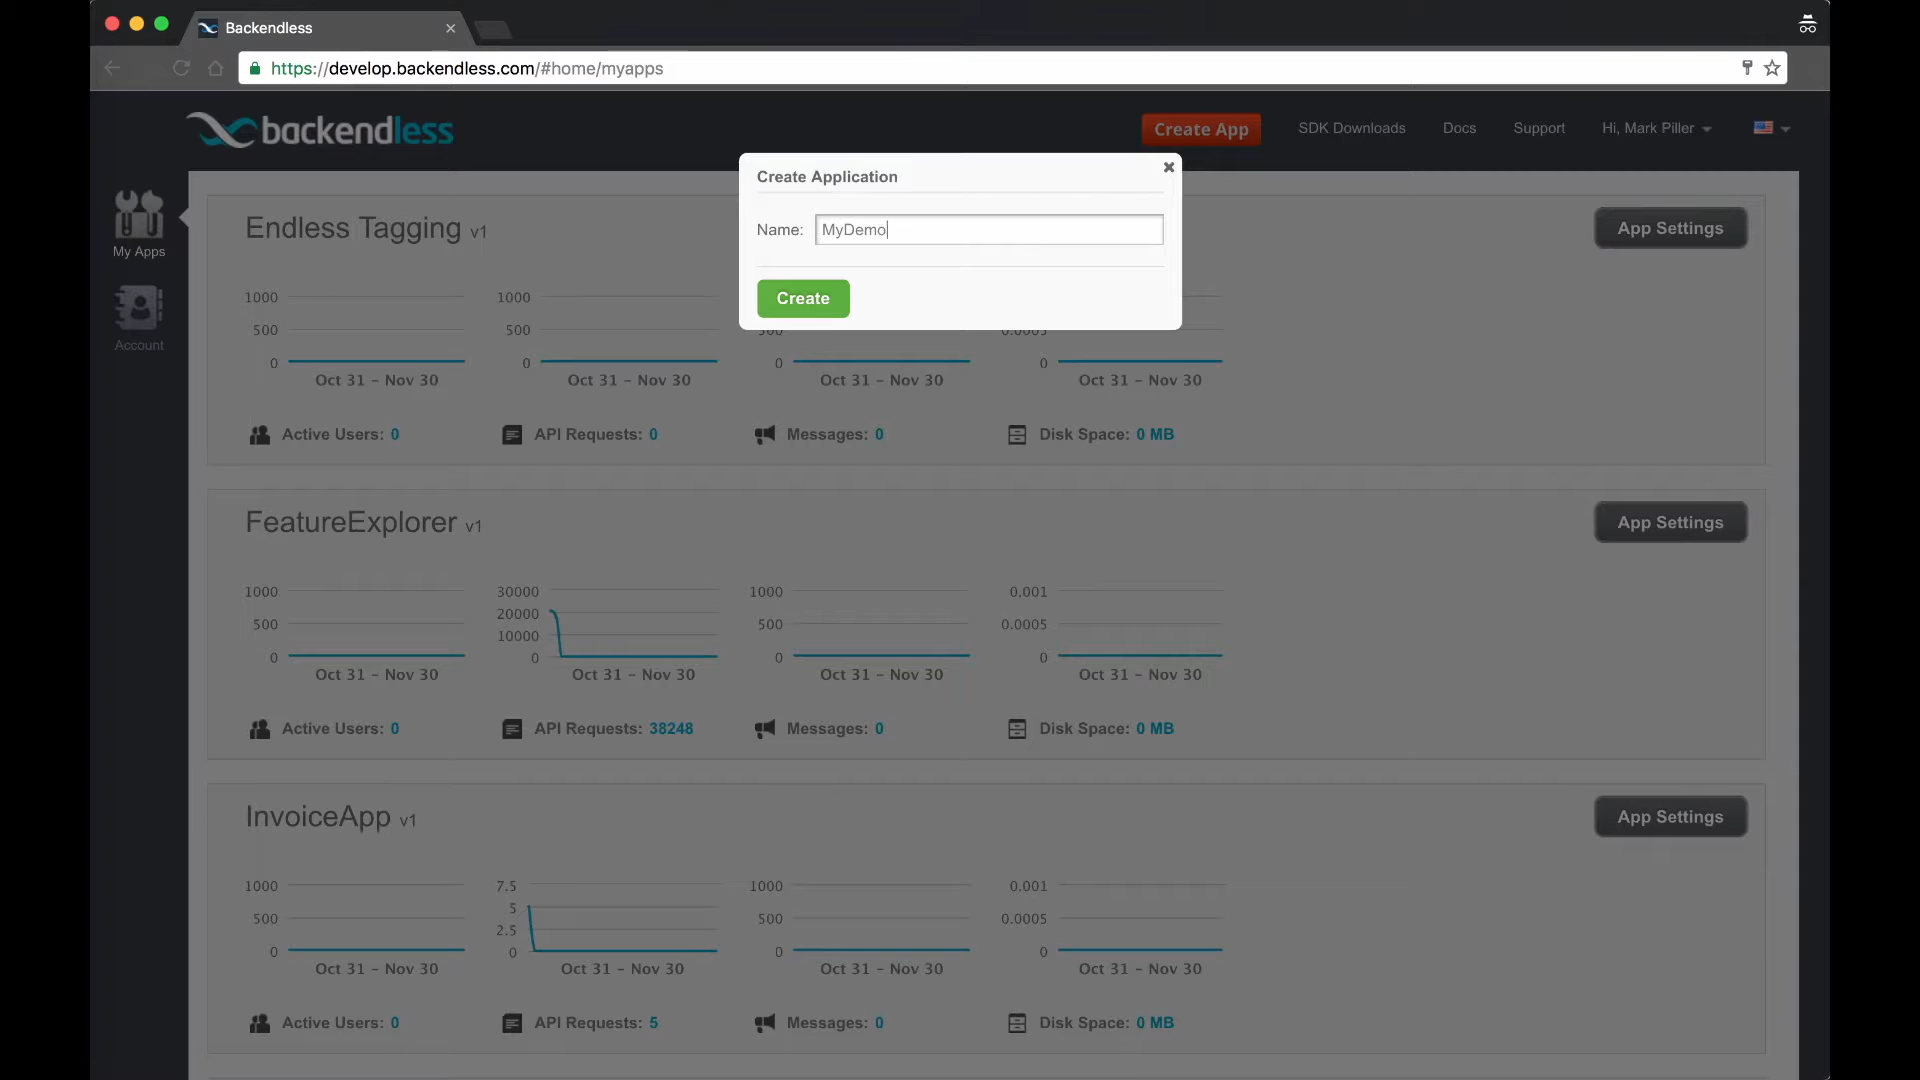 Backendless
https://develop.backendless.com/#home/myapps
backendless
Create App
SDK Downloads
Docs
Support
Hi, Mark Piller
My Apps
Account
Create Application
Name: MyDemo
Create
Endless Tagging v1
App Settings
1000
500
0
Oct 31 – Nov 30
1000
500
0
Oct 31 – Nov 30
500
0
Oct 31 – Nov 30
0.0005
0
Oct 31 – Nov 30
Active Users: 0
API Requests: 0
Messages: 0
Disk Space: 0 MB
FeatureExplorer v1
App Settings
1000
500
0
Oct 31 – Nov 30
30000
20000
10000
0
Oct 31 – Nov 30
1000
500
0
Oct 31 – Nov 30
0.001
0.0005
0
Oct 31 – Nov 30
Active Users: 0
API Requests: 38248
Messages: 0
Disk Space: 0 MB
InvoiceApp v1
App Settings
1000
500
0
Oct 31 – Nov 30
7.5
5
2.5
0
Oct 31 – Nov 30
1000
500
0
Oct 31 – Nov 30
0.001
0.0005
0
Oct 31 – Nov 30
Active Users: 0
API Requests: 5
Messages: 0
Disk Space: 0 MB